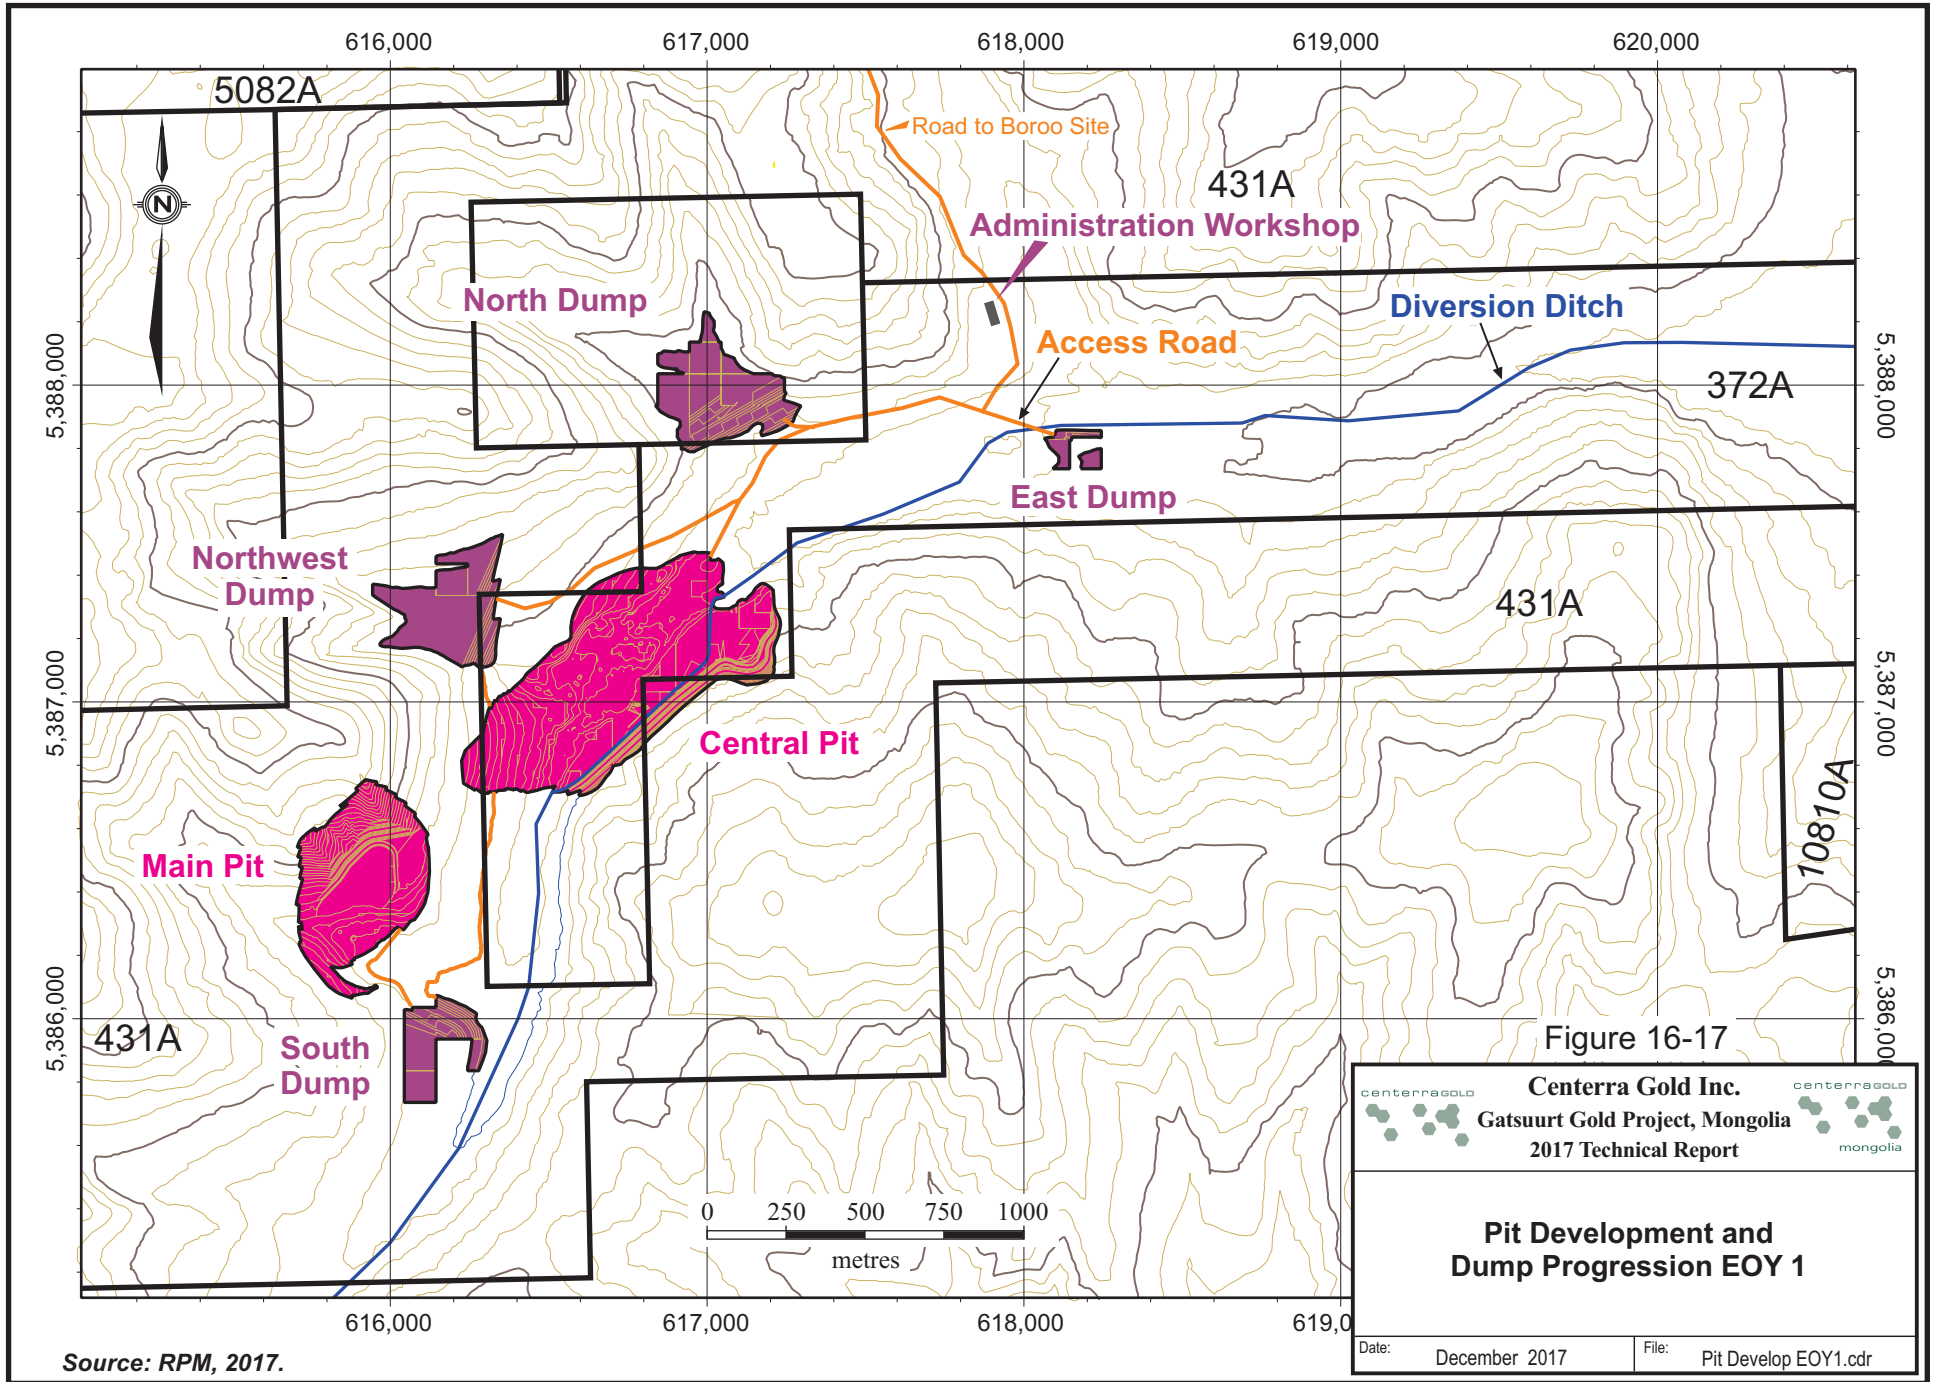 616,000 617,000 618,000 619,000 620,000
5082A
Road to Boroo Site
431A
N
Administration Workshop
North Dump
Diversion Ditch
Access Road
5,388,000
5,388,000
372A
East Dump
Northwest
Dump
431A
5,387,000
5,387,000
Central Pit
10810A
Main Pit
5,386,000
5,386,000
431A
South
Dump
Figure 16-17
centerraGOLD
Centerra Gold Inc.
centerraGOLD
Gatsuurt Gold Project, Mongolia
2017 Technical Report
mongolia
0 250 500 750 1000
metres
Pit Development and
Dump Progression EOY 1
616,000 617,000 618,000 619,0
Date: December 2017
File: Pit Develop EOY1.cdr
Source: RPM, 2017.